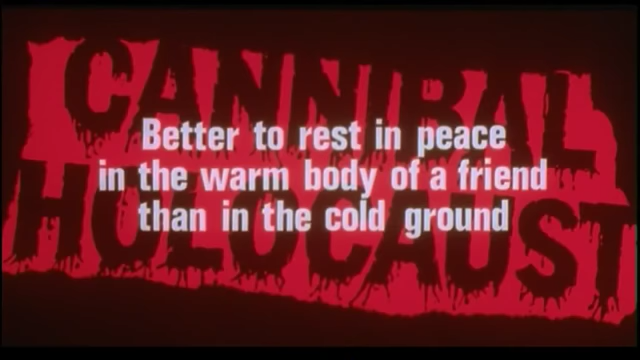 CANNIBAL
Better to rest in peace
in the warm body of a friend
than in the cold ground
HOLOCAUST